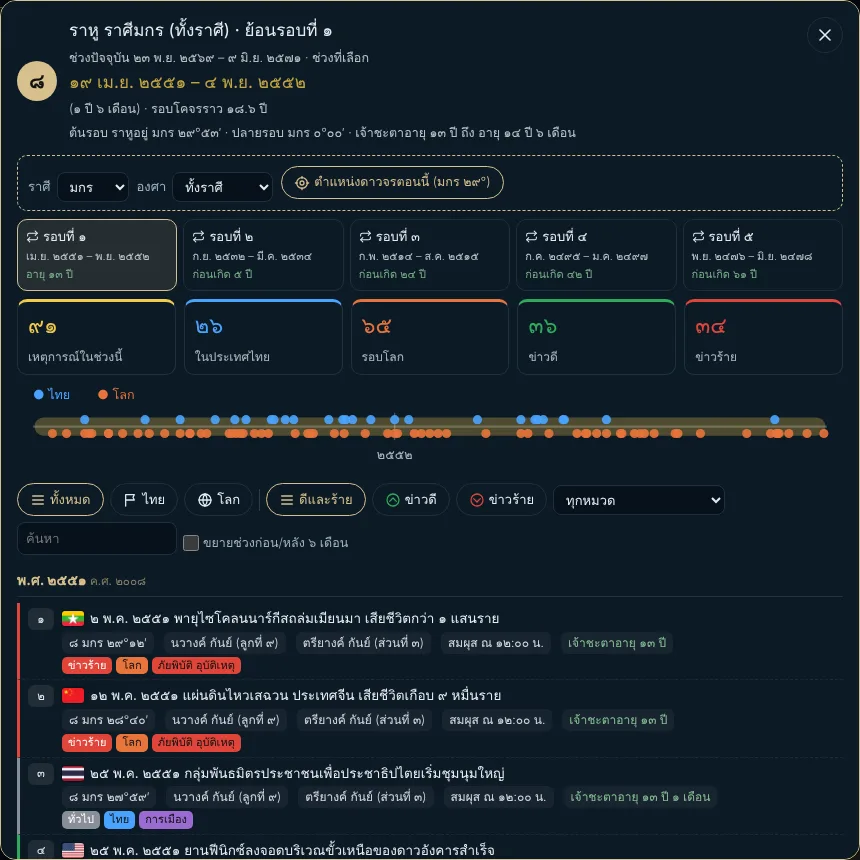 ราหู ราศีมกร (ทั้งราศี) · ย้อนรอบที่ ๑
ช่วงปัจจุบัน ๒๓ พ.ย. ๒๕๖๙ – ๙ มิ.ย. ๒๕๗๑ · ช่วงที่เลือก
๘
๑๙ เม.ย. ๒๕๕๑ – ๔ พ.ย. ๒๕๕๒
(๑ ปี ๖ เดือน) · รอบโคจรราว ๑๘.๖ ปี
ต้นรอบ ราหูอยู่ มกร ๒๙°๕๓′ · ปลายรอบ มกร ๐°๐๐′ · เจ้าชะตาอายุ ๑๓ ปี ถึง อายุ ๑๔ ปี ๖ เดือน
ราศี มกร องศา ทั้งราศี ตำแหน่งดาวจรตอนนี้ (มกร ๒๙°)
รอบที่ ๑ รอบที่ ๒ รอบที่ ๓ รอบที่ ๔ รอบที่ ๕
เม.ย. ๒๕๕๑ – พ.ย. ๒๕๕๒ ก.ย. ๒๕๓๒ – มี.ค. ๒๕๓๔ ก.พ. ๒๕๑๔ – ส.ค. ๒๕๑๕ ก.ค. ๒๔๙๕ – ม.ค. ๒๔๙๗ พ.ย. ๒๔๗๖ – มิ.ย. ๒๔๗๘
อายุ ๑๓ ปี ก่อนเกิด ๕ ปี ก่อนเกิด ๒๔ ปี ก่อนเกิด ๔๒ ปี ก่อนเกิด ๖๑ ปี
๙๑ ๒๖ ๖๕ ๓๖ ๓๔
เหตุการณ์ในช่วงนี้ ในประเทศไทย รอบโลก ข่าวดี ข่าวร้าย
ไทย โลก
๒๕๕๒
ทั้งหมด ไทย โลก ดีและร้าย ข่าวดี ข่าวร้าย ทุกหมวด
ค้นหา ขยายช่วงก่อน/หลัง ๖ เดือน
พ.ศ. ๒๕๕๑ ค.ศ. ๒๐๐๘
๑ ๒ พ.ค. ๒๕๕๑ พายุไซโคลนนาร์กีสถล่มเมียนมา เสียชีวิตกว่า ๑ แสนราย
๘ มกร ๒๙°๑๒′ นวางค์ กันย์ (ลูกที่ ๙) ตรียางค์ กันย์ (ส่วนที่ ๓) สมผุส ณ ๑๒:๐๐ น. เจ้าชะตาอายุ ๑๓ ปี
ข่าวร้าย โลก ภัยพิบัติ อุบัติเหตุ
๒ ๑๒ พ.ค. ๒๕๕๑ แผ่นดินไหวเสฉวน ประเทศจีน เสียชีวิตเกือบ ๙ หมื่นราย
๘ มกร ๒๘°๔๐′ นวางค์ กันย์ (ลูกที่ ๙) ตรียางค์ กันย์ (ส่วนที่ ๓) สมผุส ณ ๑๒:๐๐ น. เจ้าชะตาอายุ ๑๓ ปี
ข่าวร้าย โลก ภัยพิบัติ อุบัติเหตุ
๓ ๒๕ พ.ค. ๒๕๕๑ กลุ่มพันธมิตรประชาชนเพื่อประชาธิปไตยเริ่มชุมนุมใหญ่
๘ มกร ๒๗°๕๙′ นวางค์ กันย์ (ลูกที่ ๙) ตรียางค์ กันย์ (ส่วนที่ ๓) สมผุส ณ ๑๒:๐๐ น. เจ้าชะตาอายุ ๑๓ ปี ๑ เดือน
ทั่วไป ไทย การเมือง
๔ ๒๕ พ.ค. ๒๕๕๑ ยานฟีนิกซ์ลงจอดบริเวณขั้วเหนือของดาวอังคารสำเร็จ